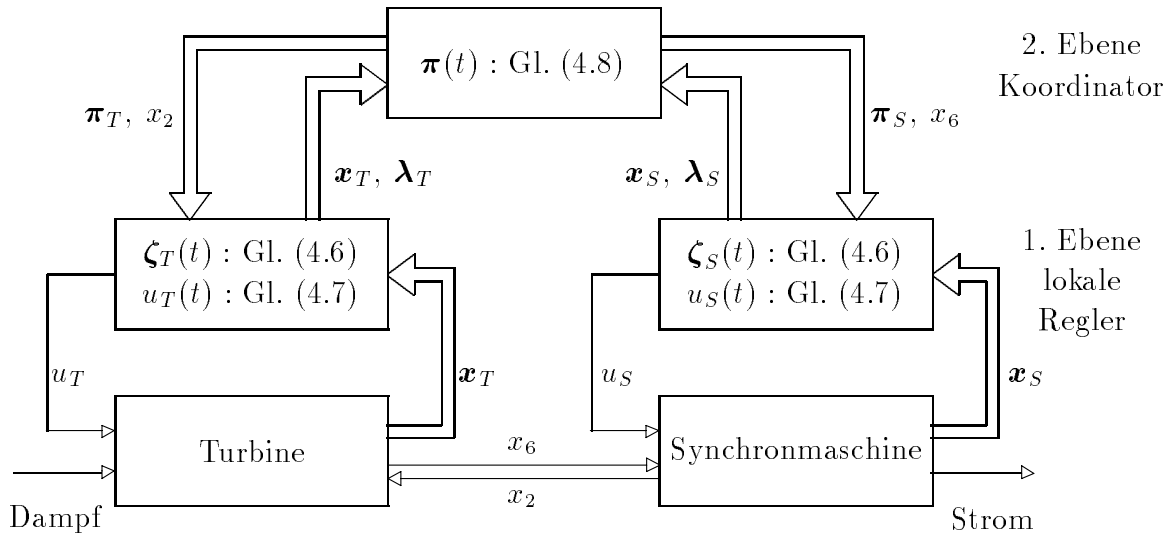 2. Ebene
Koordinator
𝝅(t) : Gl. (4.8)
𝝅_T, x_2
𝝅_S, x_6
𝒙_T, 𝝀_T
𝒙_S, 𝝀_S
𝜻_T(t) : Gl. (4.6)
u_T(t) : Gl. (4.7)
𝜻_S(t) : Gl. (4.6)
u_S(t) : Gl. (4.7)
1. Ebene
lokale
Regler
u_T
𝒙_T
u_S
𝒙_S
Turbine
x_6
x_2
Synchronmaschine
Dampf
Strom